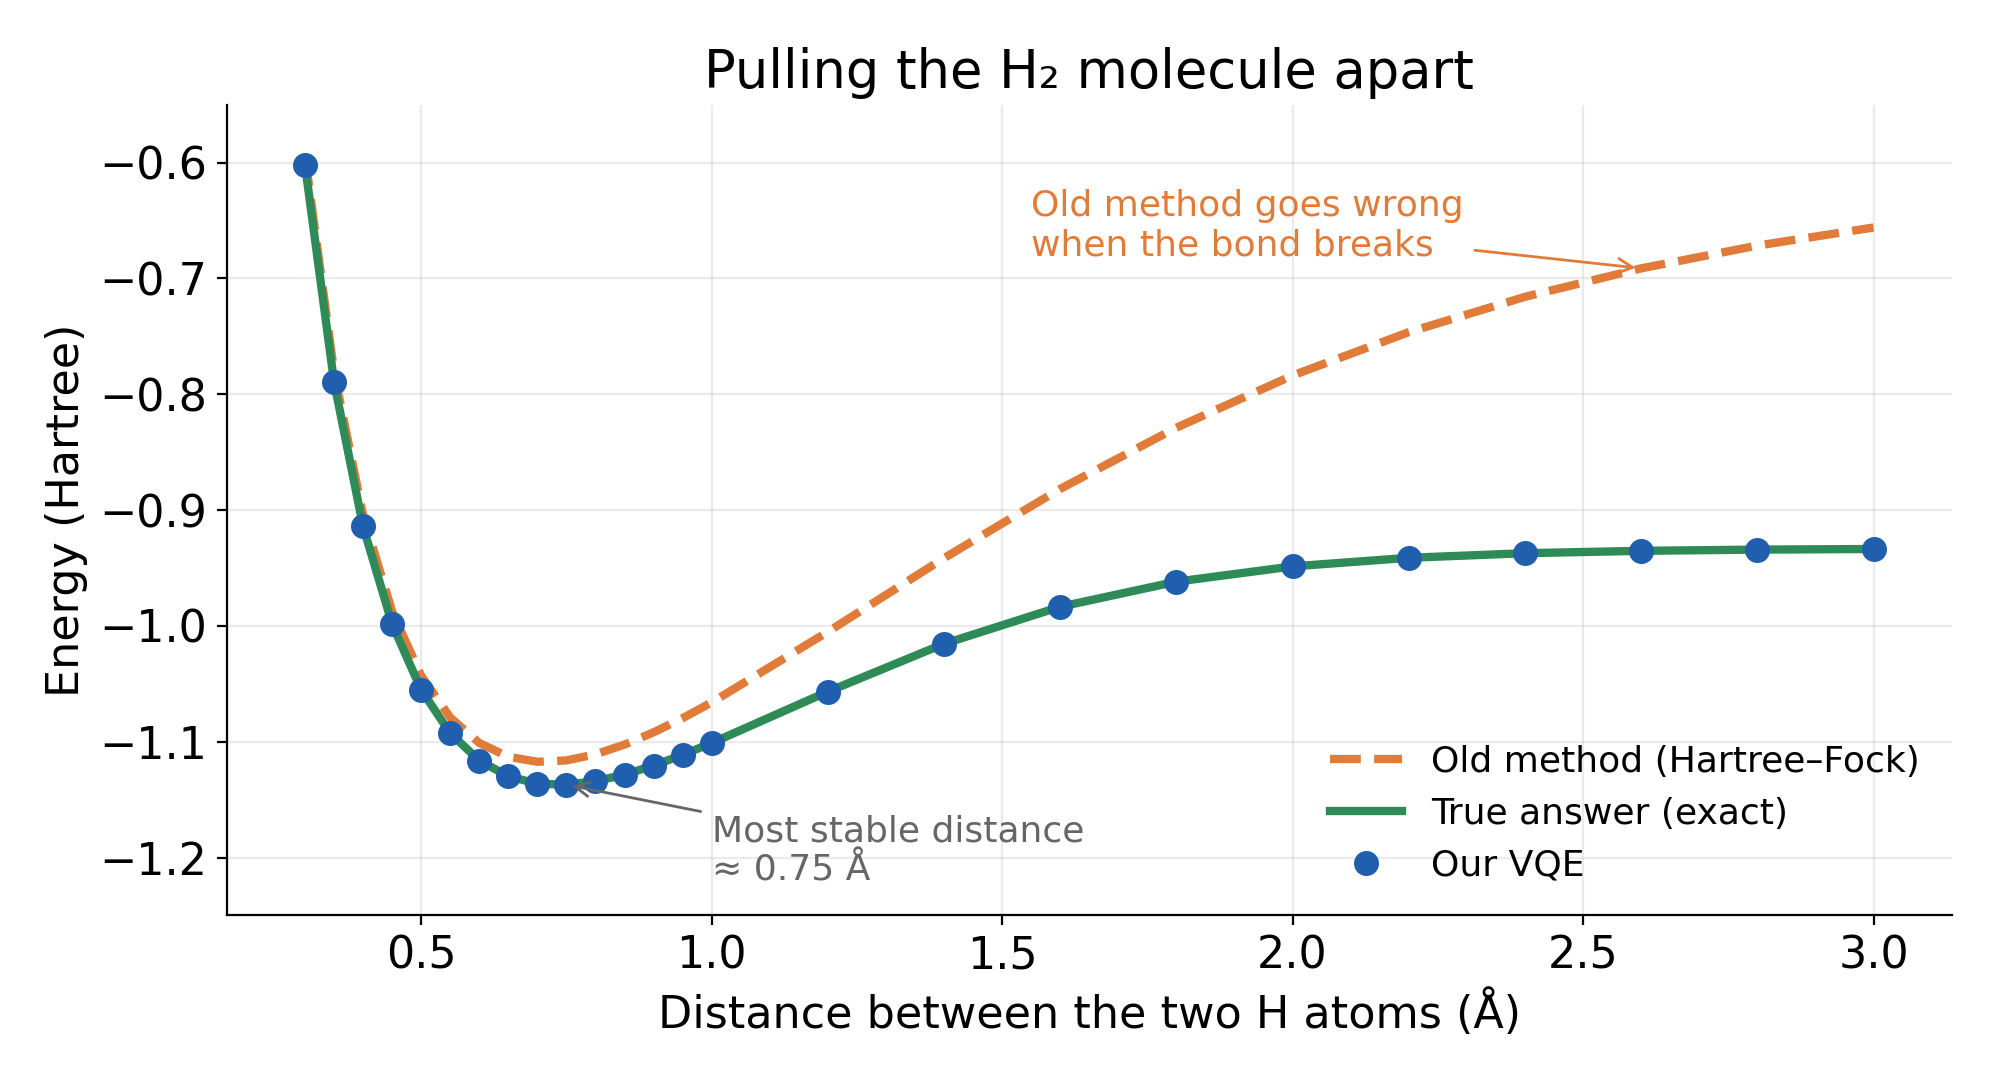 Pulling the H₂ molecule apart
Energy (Hartree)
−0.6
−0.7
−0.8
−0.9
−1.0
−1.1
−1.2
Old method goes wrong
when the bond breaks
Most stable distance
≈ 0.75 Å
Old method (Hartree–Fock)
True answer (exact)
Our VQE
0.5 1.0 1.5 2.0 2.5 3.0
Distance between the two H atoms (Å)